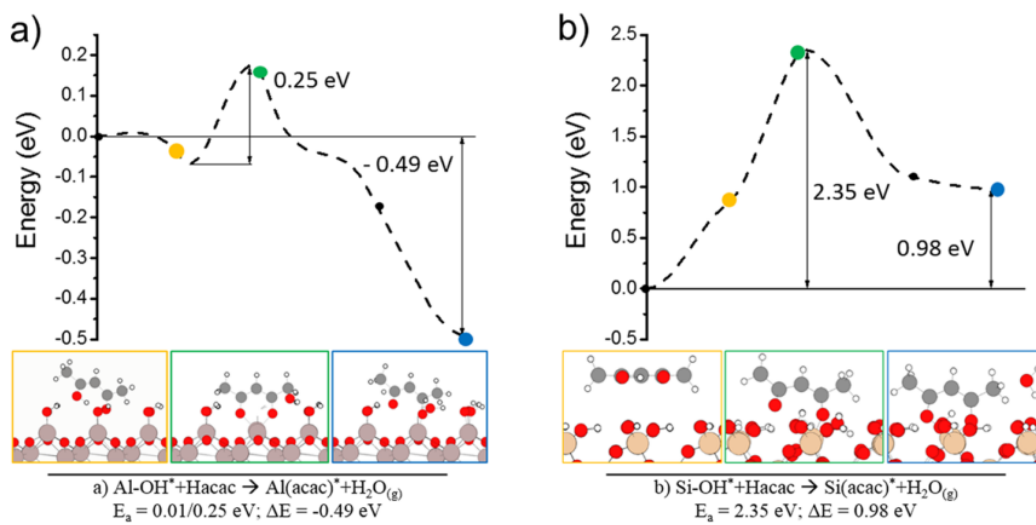 a)
Energy (eV)
0.2
0.1
0.0
-0.1
-0.2
-0.3
-0.4
-0.5
0.25 eV
- 0.49 eV
a) Al-OH*+Hacac → Al(acac)*+H₂O₍g₎
Eₐ = 0.01/0.25 eV; ΔE = -0.49 eV
b)
Energy (eV)
2.5
2.0
1.5
1.0
0.5
0.0
-0.5
2.35 eV
0.98 eV
b) Si-OH*+Hacac → Si(acac)*+H₂O₍g₎
Eₐ = 2.35 eV; ΔE = 0.98 eV